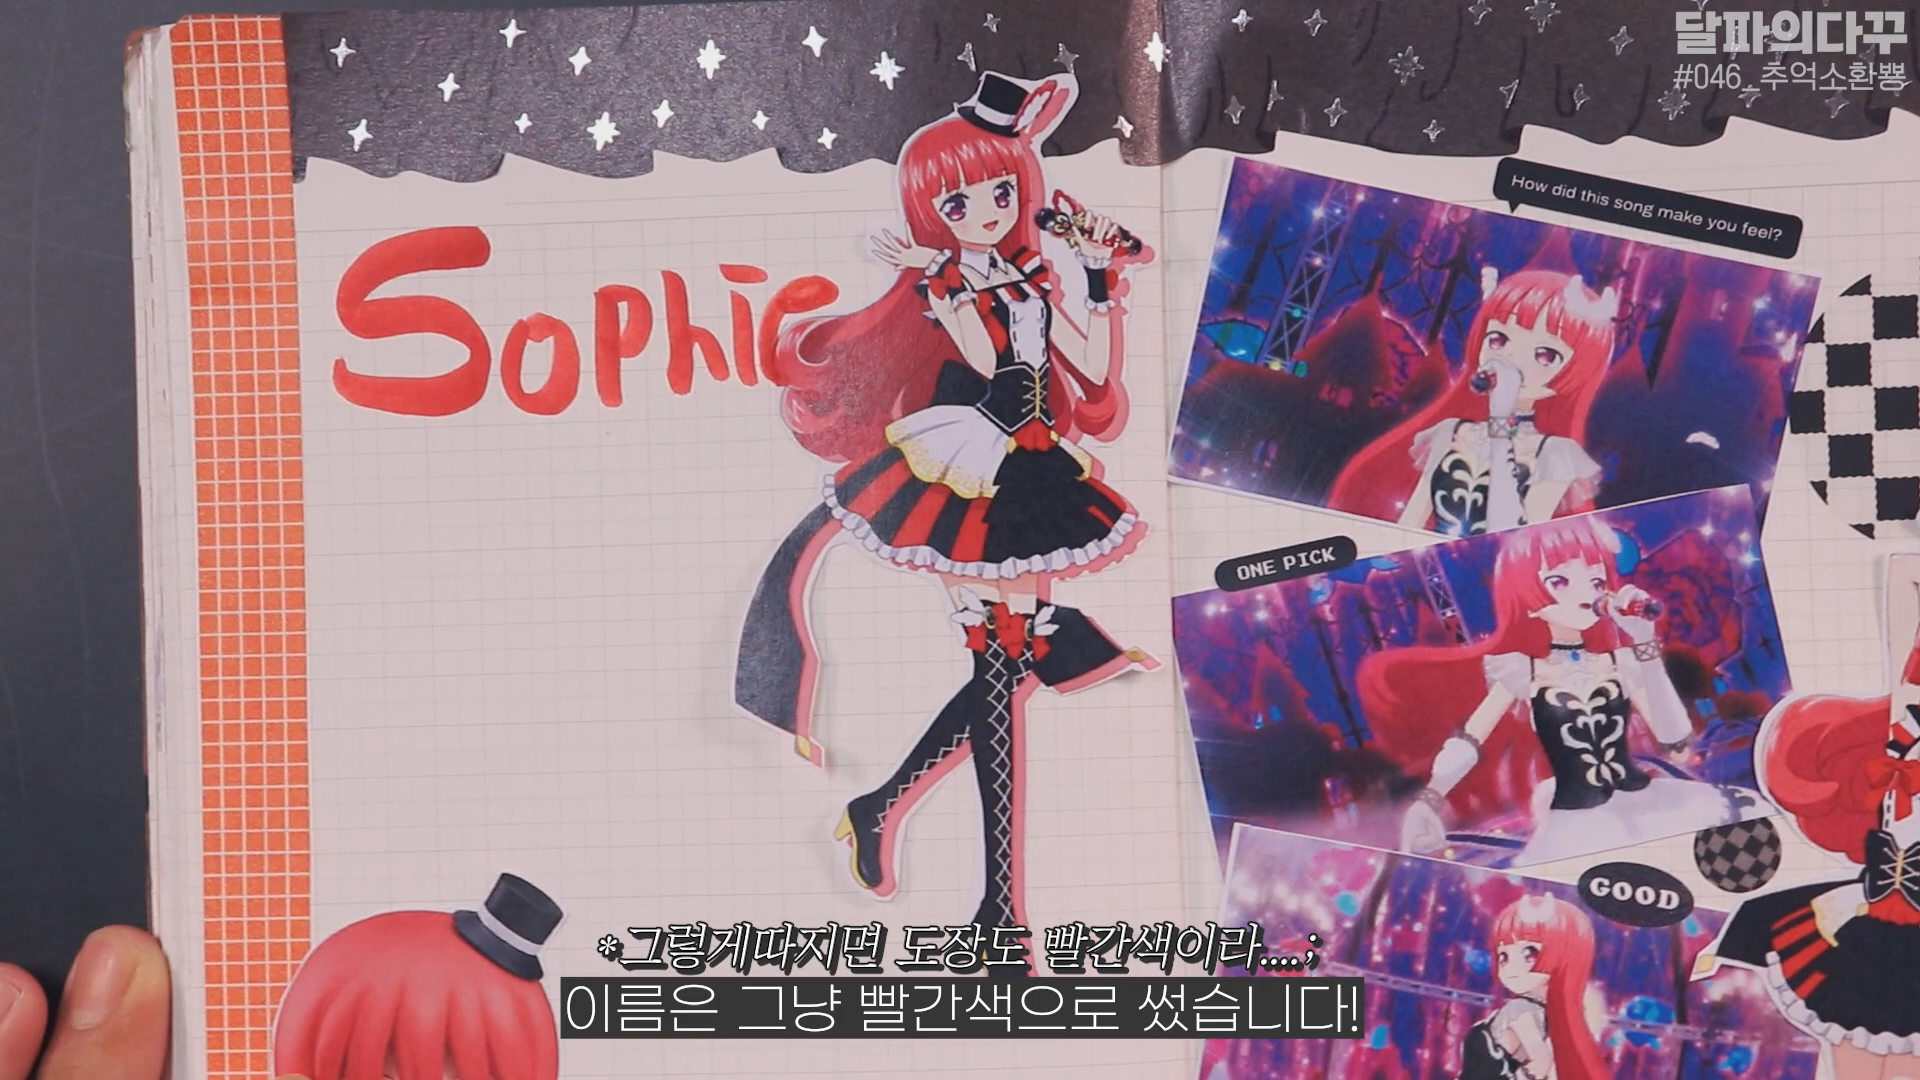 달파의다꾸
#046_추억소환뿅
How did this song make you feel?
Sophie
ONE PICK
GOOD
*그렇게따지면 도장도 빨간색이라....;
이름은 그냥 빨간색으로 썼습니다!